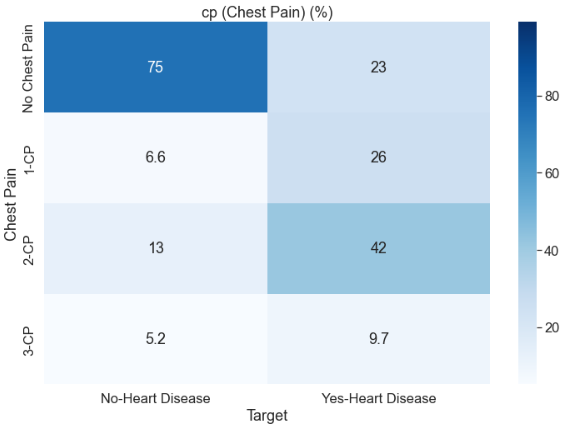 cp (Chest Pain) (%)
Chest Pain
No Chest Pain
75
23
1-CP
6.6
26
2-CP
13
42
3-CP
5.2
9.7
No-Heart Disease
Yes-Heart Disease
Target
80
60
40
20